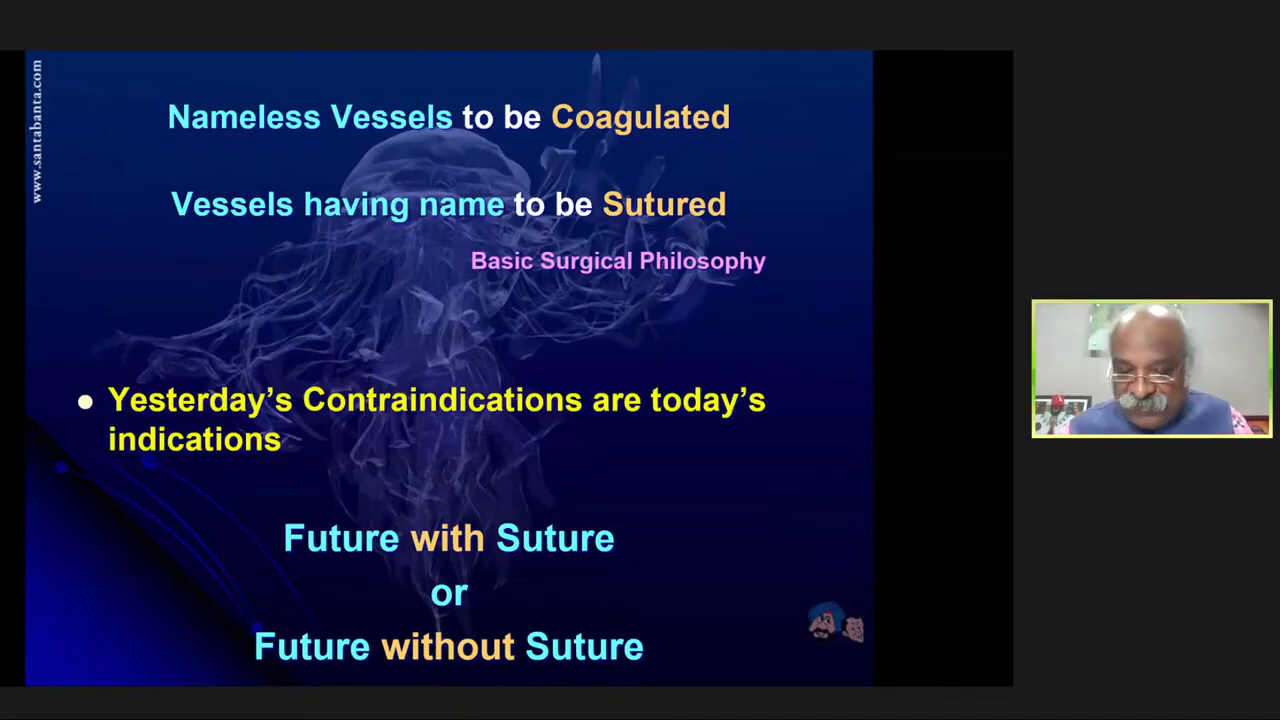 www.santabanta.com
Nameless Vessels to be Coagulated
Vessels having name to be Sutured
Basic Surgical Philosophy
Yesterday’s Contraindications are today’s
indications
Future with Suture
or
Future without Suture